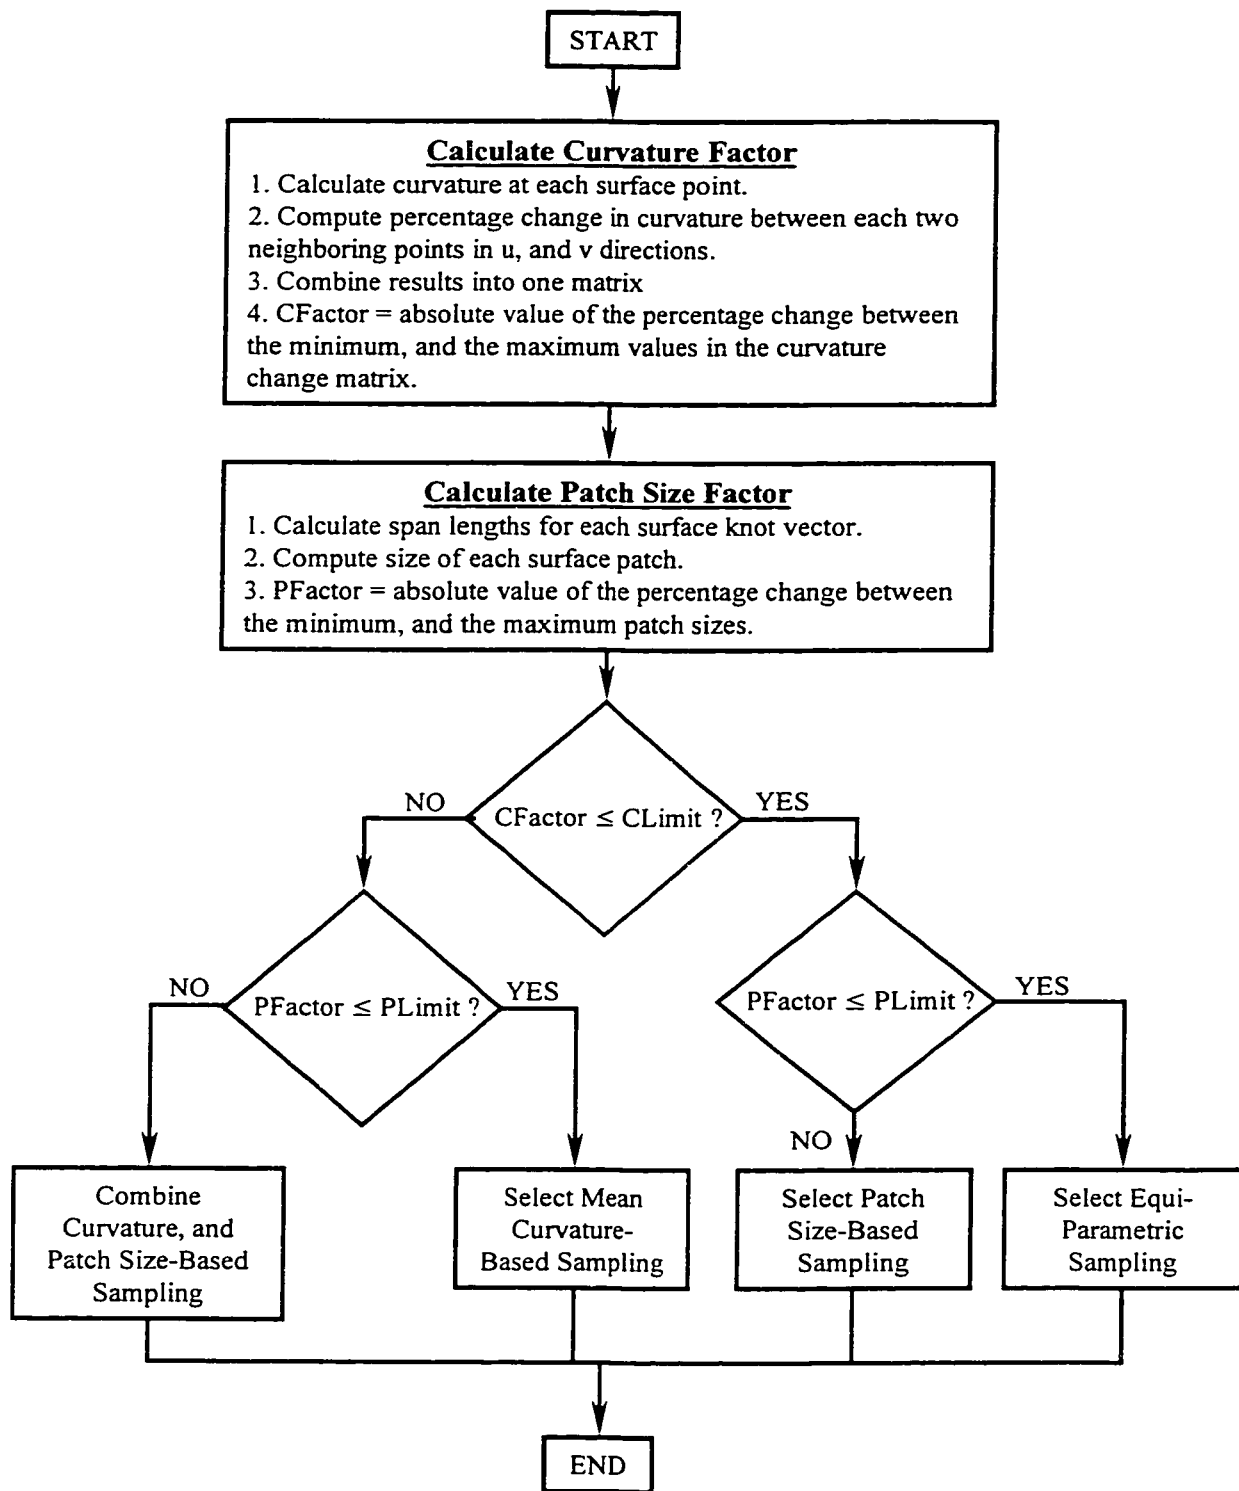 START
Calculate Curvature Factor
1. Calculate curvature at each surface point.
2. Compute percentage change in curvature between each two
neighboring points in u, and v directions.
3. Combine results into one matrix
4. CFactor = absolute value of the percentage change between
the minimum, and the maximum values in the curvature
change matrix.
Calculate Patch Size Factor
1. Calculate span lengths for each surface knot vector.
2. Compute size of each surface patch.
3. PFactor = absolute value of the percentage change between
the minimum, and the maximum patch sizes.
NO
CFactor ≤ CLimit ?
YES
NO
PFactor ≤ PLimit ?
YES
PFactor ≤ PLimit ?
YES
NO
Combine
Curvature, and
Patch Size-Based
Sampling
Select Mean
Curvature-
Based Sampling
Select Patch
Size-Based
Sampling
Select Equi-
Parametric
Sampling
END